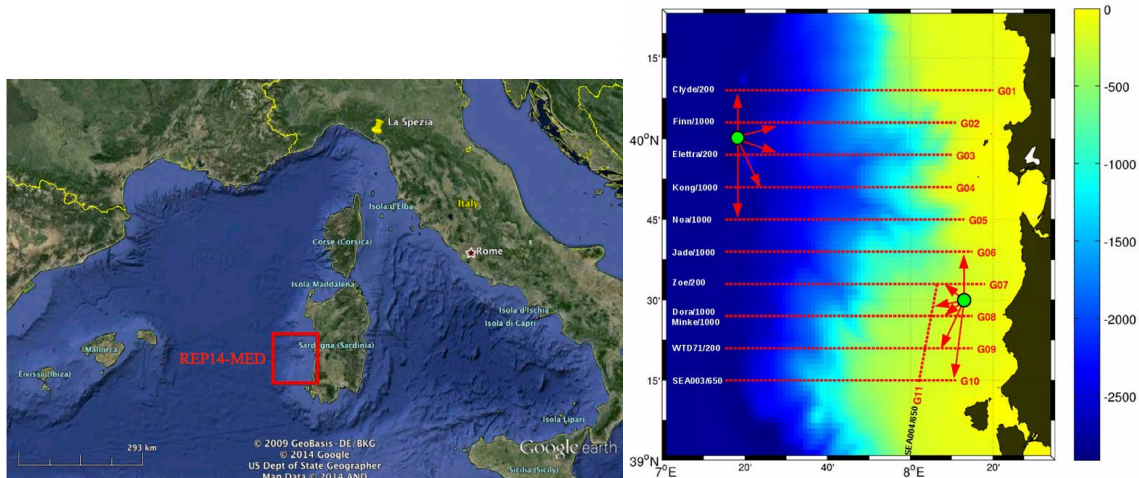 La Spezia
Isola d'Elba
Italy
Corse (Corsica)
Rome
Isola Maddalena
Isola d'Ischia
Isola di Capri
REP14-MED
Sardegna (Sardinia)
Mallorca
Eivissa (Ibiza)
Isola Lipari
293 km
© 2009 GeoBasis-DE/BKG
© 2014 Google
US Dept of State Geographer
Map Data © 2014 AND
Google earth
Sicilia (Sicily)
15'
40°N
45'
30'
15'
39°N
7°E
20'
40'
8°E
20'
Clyde/200
G01
Finn/1000
G02
Elettra/200
G03
Kong/1000
G04
Noa/1000
G05
Jade/1000
G06
Zoe/200
G07
Dora/1000
Minke/1000
G08
WTD71/200
G09
SEA003/650
G10
G11
SEA004/650
0
-500
-1000
-1500
-2000
-2500